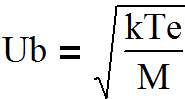 Ub = √(kTe/M)